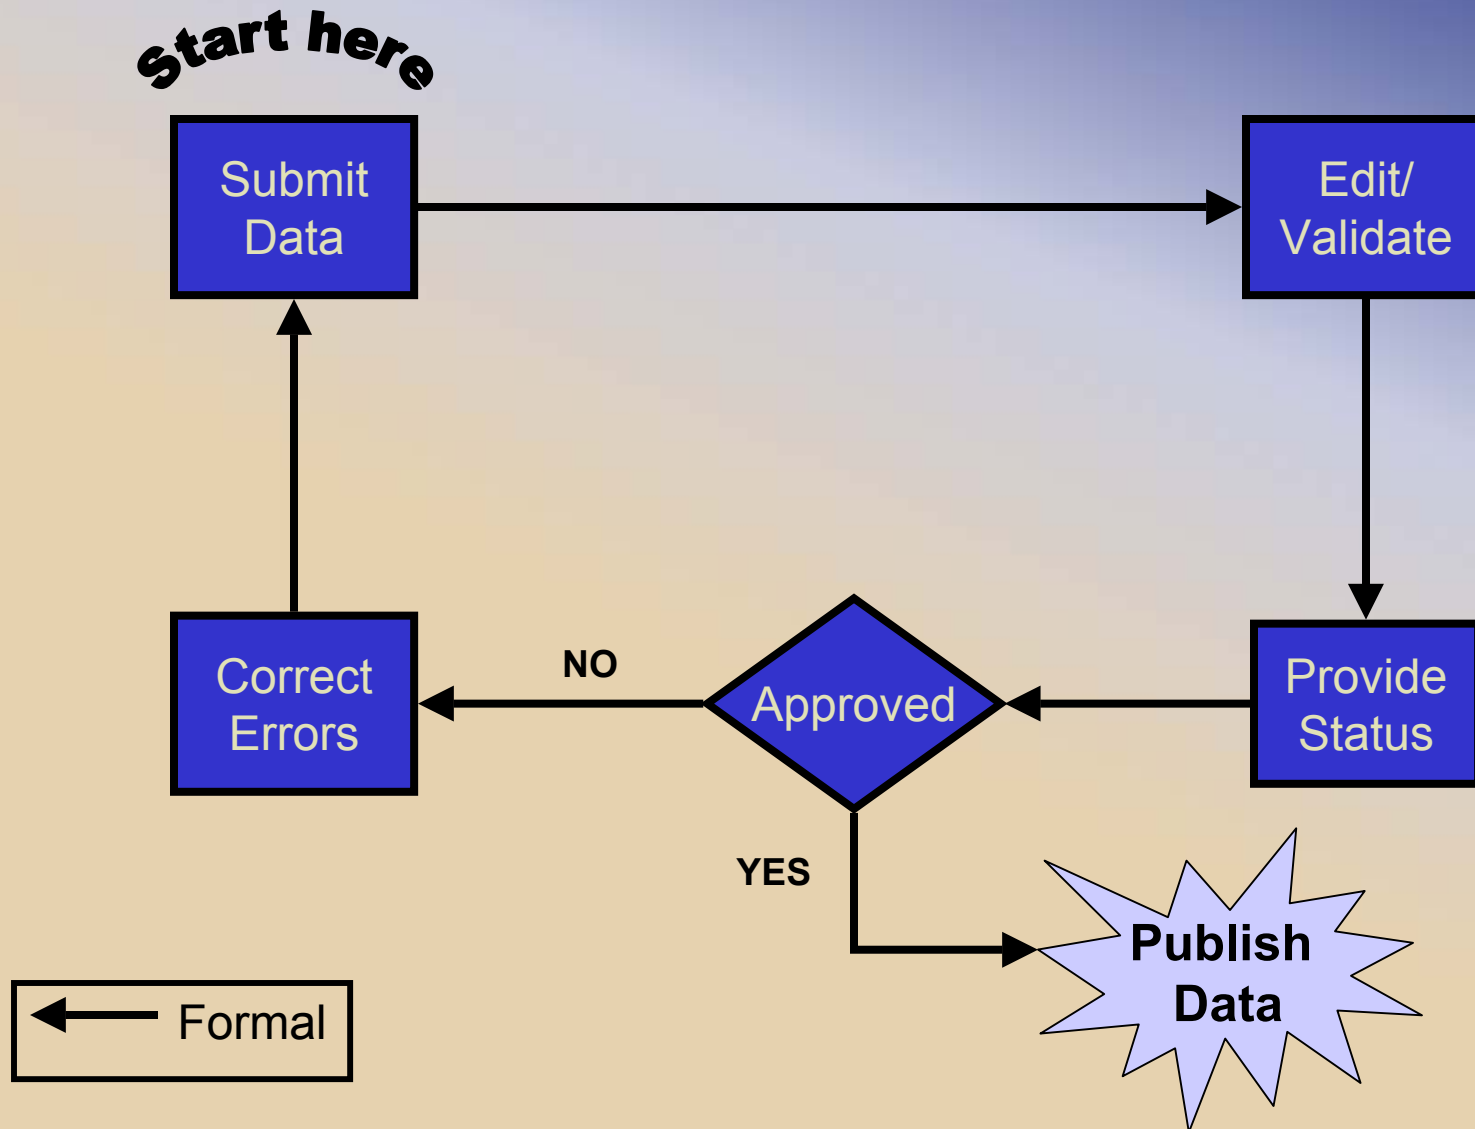 Start here
Submit
Data
Edit/
Validate
Correct
Errors
NO
Approved
Provide
Status
YES
Publish
Data
Formal